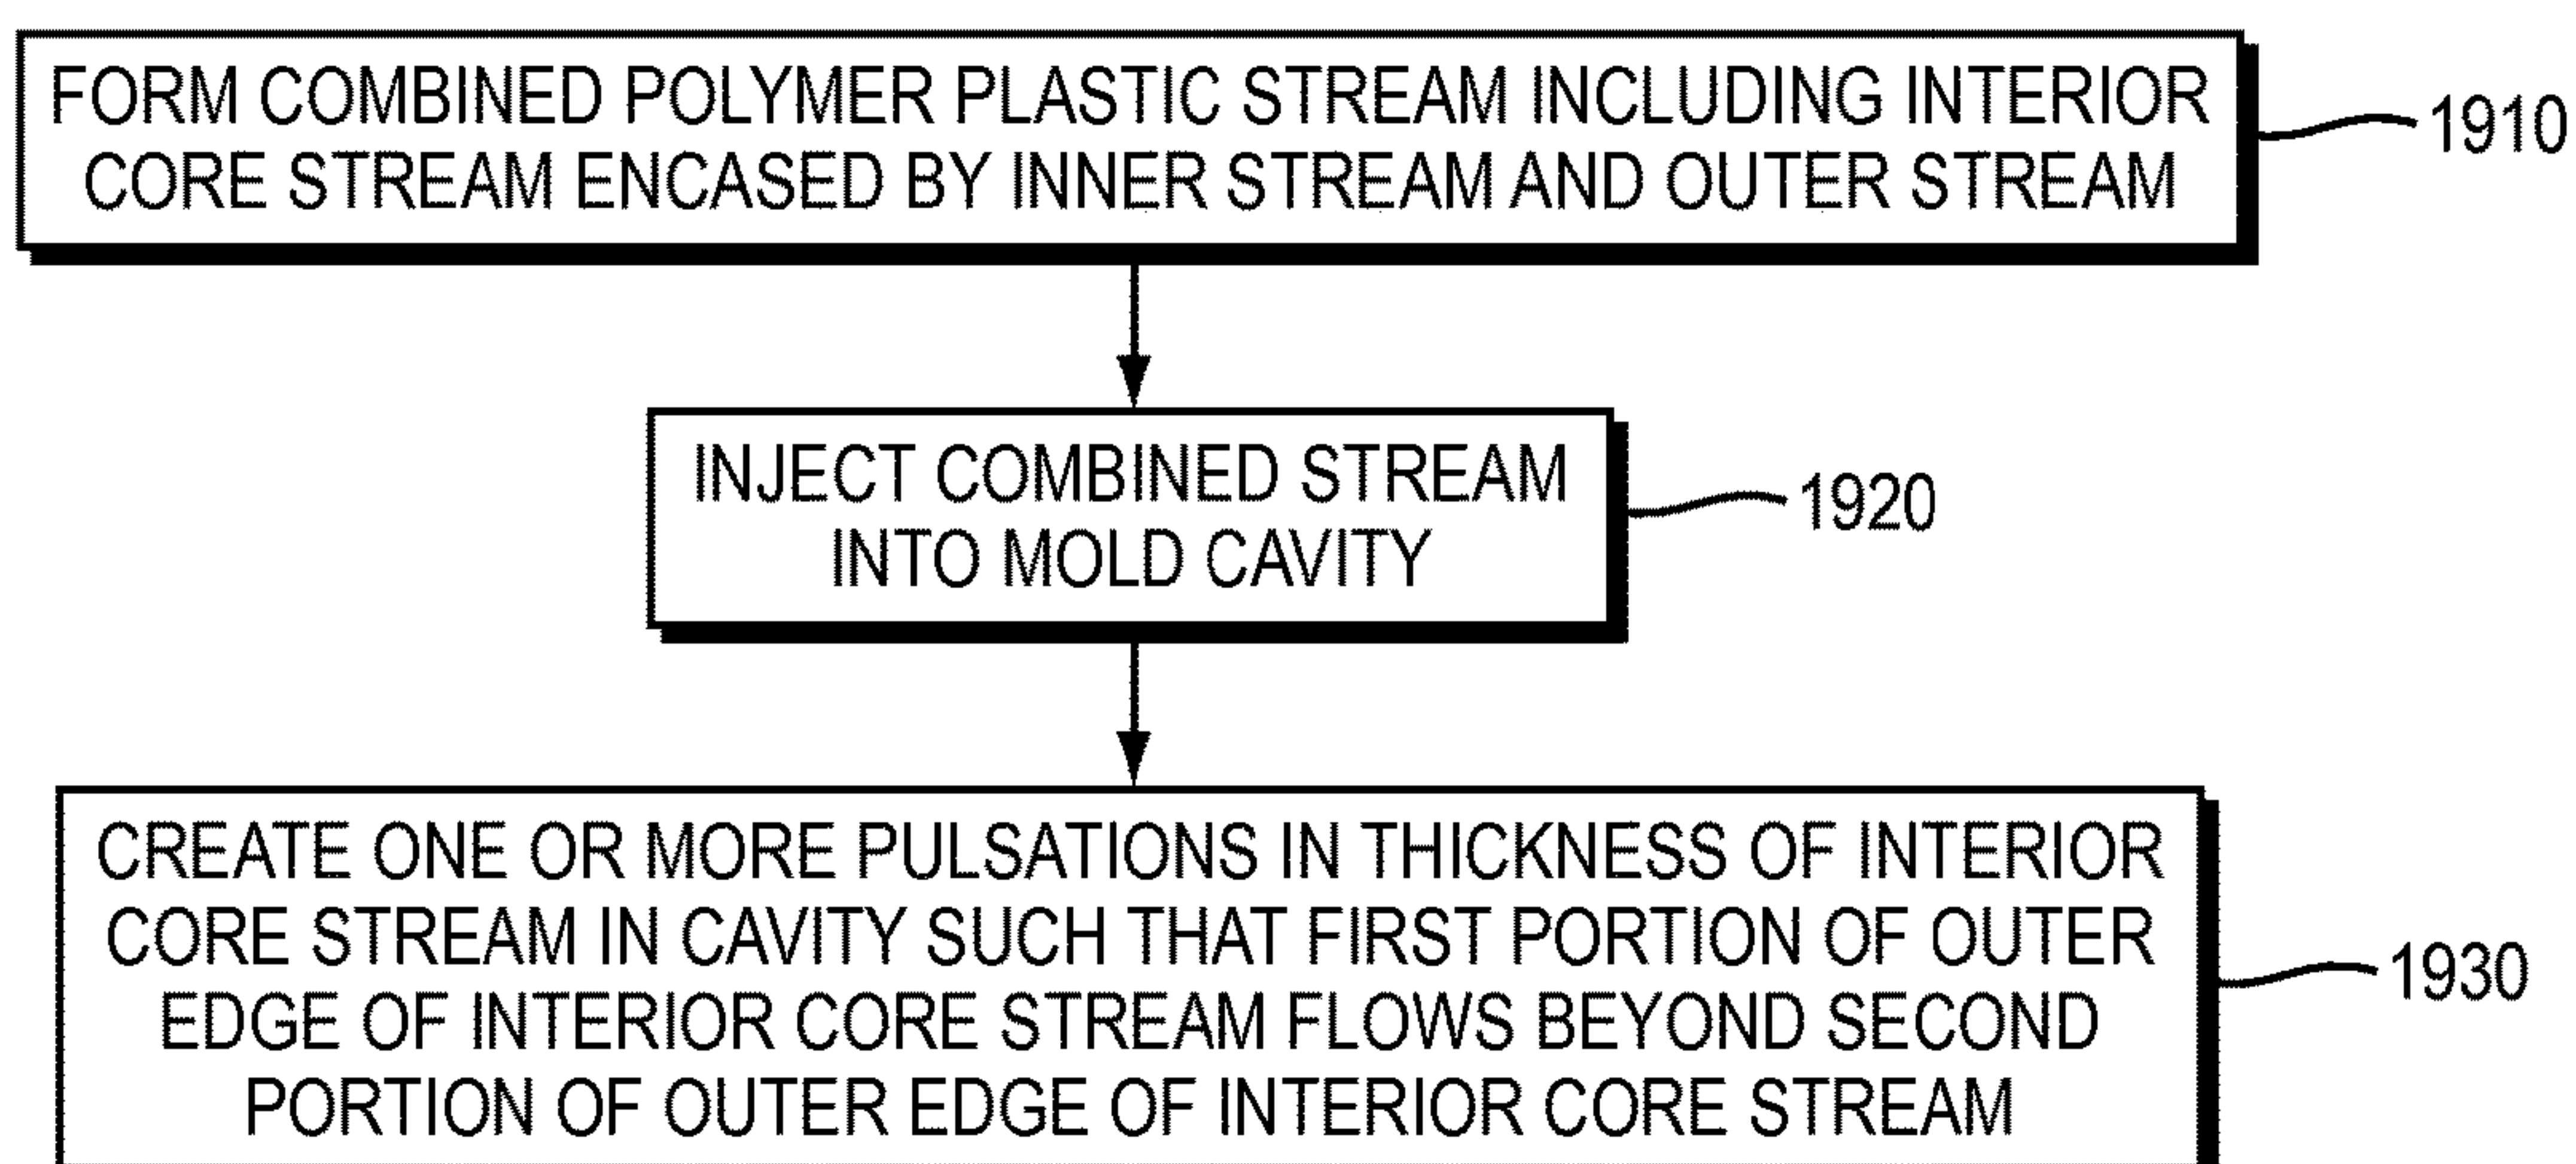 FORM COMBINED POLYMER PLASTIC STREAM INCLUDING INTERIOR
CORE STREAM ENCASED BY INNER STREAM AND OUTER STREAM
1910
INJECT COMBINED STREAM
INTO MOLD CAVITY
1920
CREATE ONE OR MORE PULSATIONS IN THICKNESS OF INTERIOR
CORE STREAM IN CAVITY SUCH THAT FIRST PORTION OF OUTER
EDGE OF INTERIOR CORE STREAM FLOWS BEYOND SECOND
PORTION OF OUTER EDGE OF INTERIOR CORE STREAM
1930